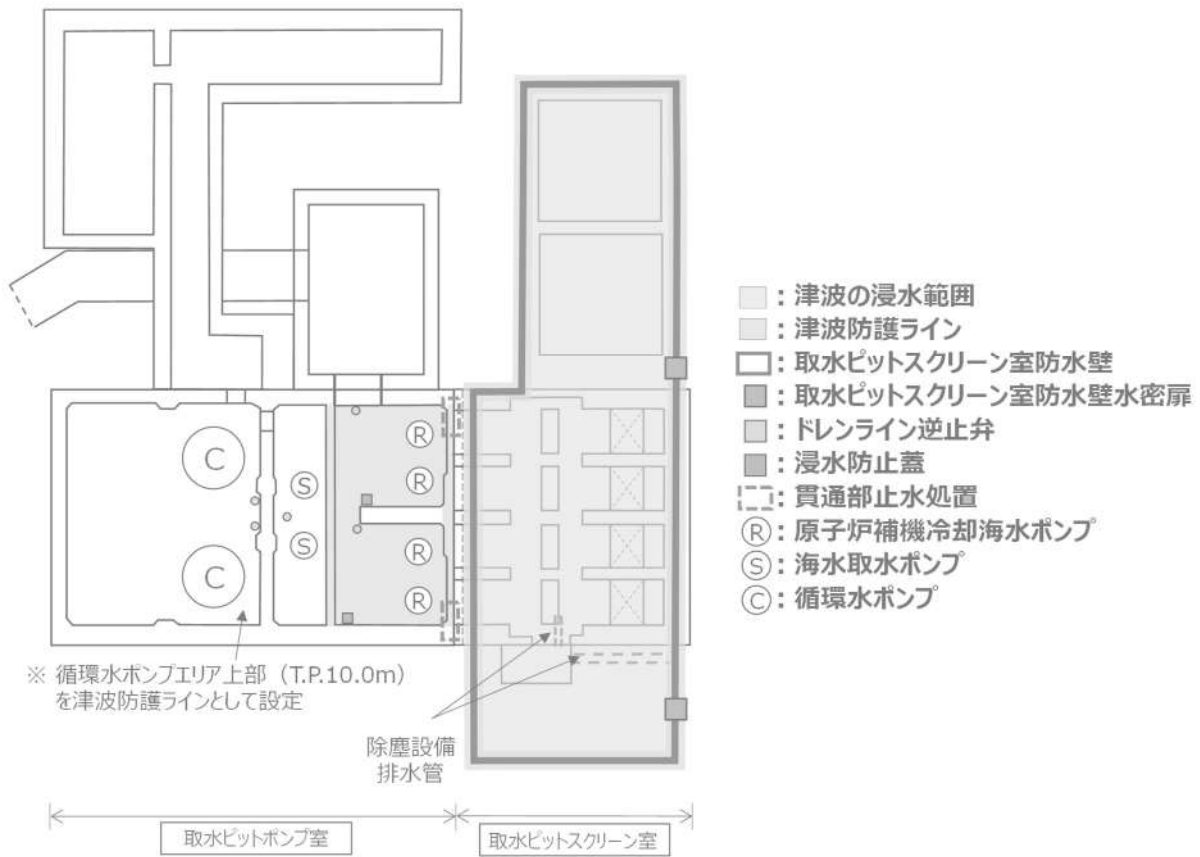 ：津波の浸水範囲
：津波防護ライン
：取水ピットスクリーン室防水壁
：取水ピットスクリーン室防水壁水密扉
：ドレンライン逆止弁
：浸水防止蓋
：貫通部止水処置
R：原子炉補機冷却海水ポンプ
S：海水取水ポンプ
C：循環水ポンプ
C
C
S
S
R
R
R
R
※ 循環水ポンプエリア上部（T.P.10.0m）
を津波防護ラインとして設定
除塵設備
排水管
取水ピットポンプ室
取水ピットスクリーン室